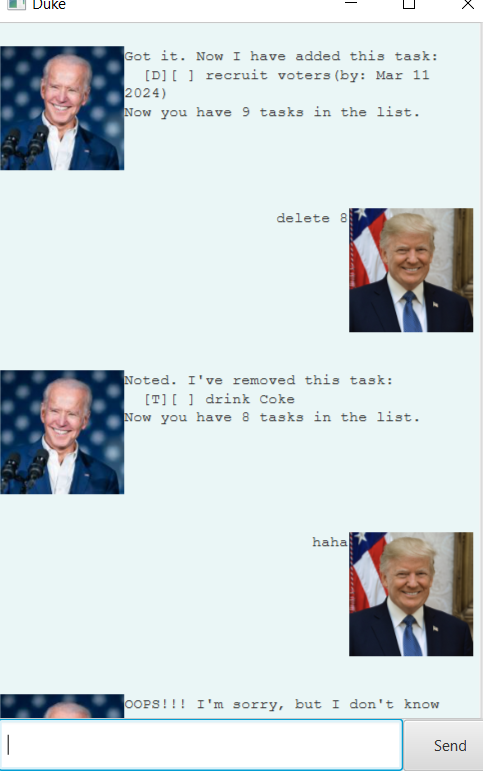 Duke
Got it. Now I have added this task:
[D][ ] recruit voters(by: Mar 11
2024)
Now you have 9 tasks in the list.
delete 8
Noted. I've removed this task:
[T][ ] drink Coke
Now you have 8 tasks in the list.
haha
OOPS!!! I'm sorry, but I don't know
Send